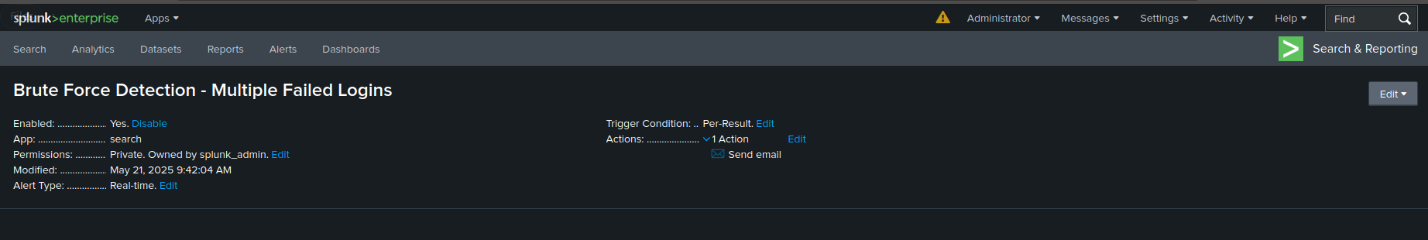 splunk>enterprise Apps Administrator Messages Settings Activity Help Find
Search Analytics Datasets Reports Alerts Dashboards > Search & Reporting
Brute Force Detection - Multiple Failed Logins Edit
Enabled: .................... Yes. Disable
App: ............................ search
Permissions: ............ Private. Owned by splunk_admin. Edit
Modified: .................. May 21, 2025 9:42:04 AM
Alert Type: ................ Real-time. Edit
Trigger Condition: .. Per-Result. Edit
Actions: ..................... 1 Action Edit
Send email